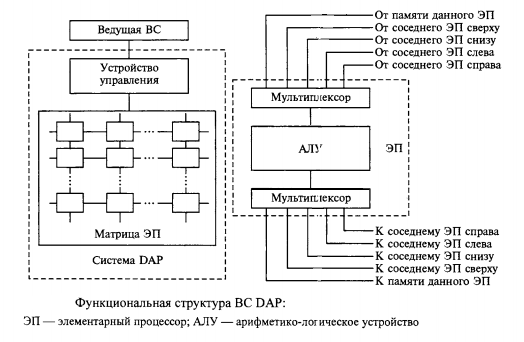 Ведущая ВС
Устройство
управления
Матрица ЭП
Система DAP
От памяти данного ЭП
От соседнего ЭП сверху
От соседнего ЭП снизу
От соседнего ЭП слева
От соседнего ЭП справа
Мультиплексор
АЛУ
ЭП
Мультиплексор
К соседнему ЭП справа
К соседнему ЭП слева
К соседнему ЭП снизу
К соседнему ЭП сверху
К памяти данного ЭП
Функциональная структура ВС DAP:
ЭП — элементарный процессор; АЛУ — арифметико-логическое устройство